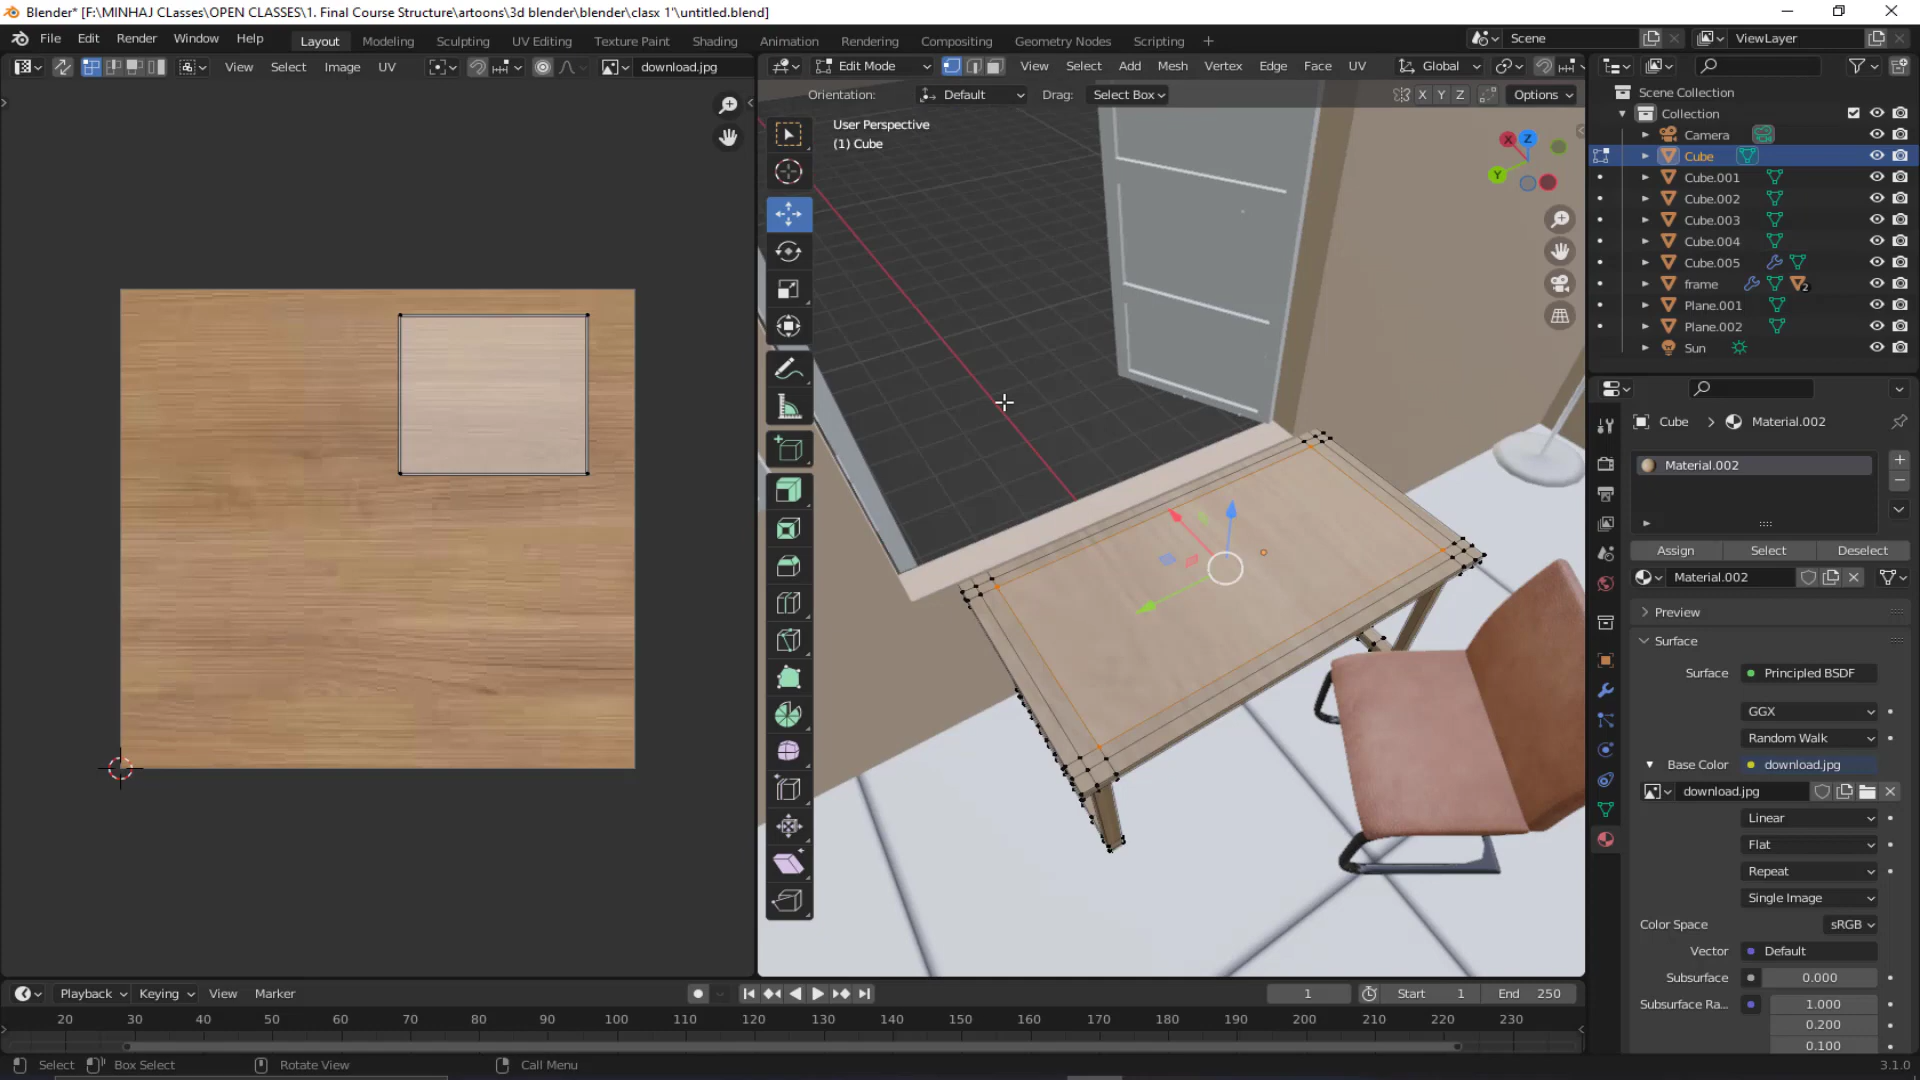 Blender* [F:\MINHAJ CLasses\OPEN CLASSES\1. Final Course Structure\artoons\3d blender\blender\clasx 1"\untitled.blend]
File Edit Render Window Help Layout Modeling Sculpting UV Editing Texture Paint Shading Animation Rendering Compositing Geometry Nodes Scripting + Scene ViewLayer
View Select Image UV download.jpg Edit Mode View Select Add Mesh Vertex Edge Face UV Global
Orientation: Default Drag: Select Box X Y Z Options
User Perspective
(1) Cube
X Z
Y
Scene Collection
Collection
Camera
Cube
Cube.001
Cube.002
Cube.003
Cube.004
Cube.005
frame 2
Plane.001
Plane.002
Sun
Cube > Material.002
Material.002
Assign Select Deselect
Material.002
Preview
Surface
Surface Principled BSDF
GGX
Random Walk
Base Color download.jpg
download.jpg
Linear
Flat
Repeat
Single Image
Color Space sRGB
Vector Default
Subsurface 0.000
Subsurface Ra... 1.000
0.200
0.100
Playback Keying View Marker 1 Start 1 End 250
20 30 40 50 60 70 80 90 100 110 120 130 140 150 160 170 180 190 200 210 220 230
Select Box Select Rotate View Call Menu 3.1.0